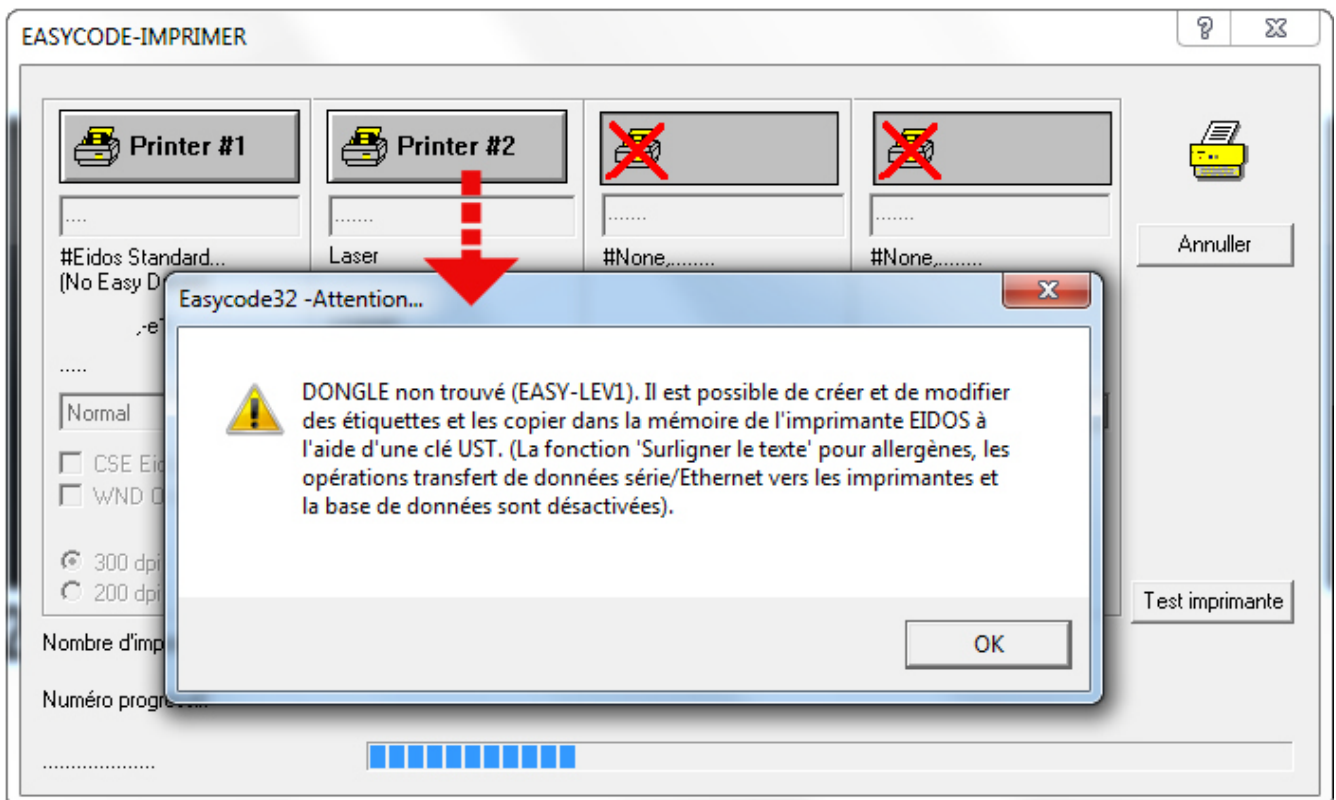 EASYCODE-IMPRIMER
Printer #1
Printer #2
....
.......
.......
.......
#Eidos Standard...
Laser
#None,........
#None,........
Annuller
(No Easy D
Easycode32 -Attention...
,-e
.....
DONGLE non trouvé (EASY-LEV1). Il est possible de créer et de modifier
des étiquettes et les copier dans la mémoire de l'imprimante EIDOS à
l'aide d'une clé UST. (La fonction 'Surligner le texte' pour allergènes, les
opérations transfert de données série/Ethernet vers les imprimantes et
la base de données sont désactivées).
Normal
CSE Eid
WND O
300 dpi
200 dpi
Test imprimante
OK
Nombre d'imp
Numéro progre
....................